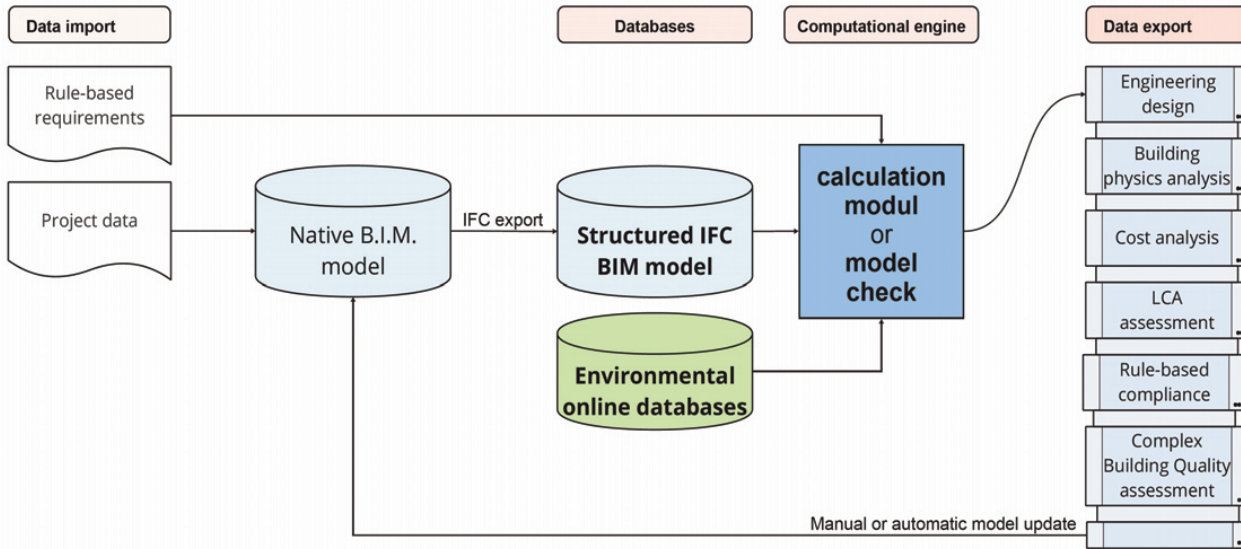 Data import
Databases
Computational engine
Data export
Rule-based
requirements
Project data
Native B.I.M.
model
IFC export
Structured IFC
BIM model
Environmental
online databases
calculation
modul
or
model
check
Engineering
design
Building
physics analysis
Cost analysis
LCA
assessment
Rule-based
compliance
Complex
Building Quality
assessment
Manual or automatic model update